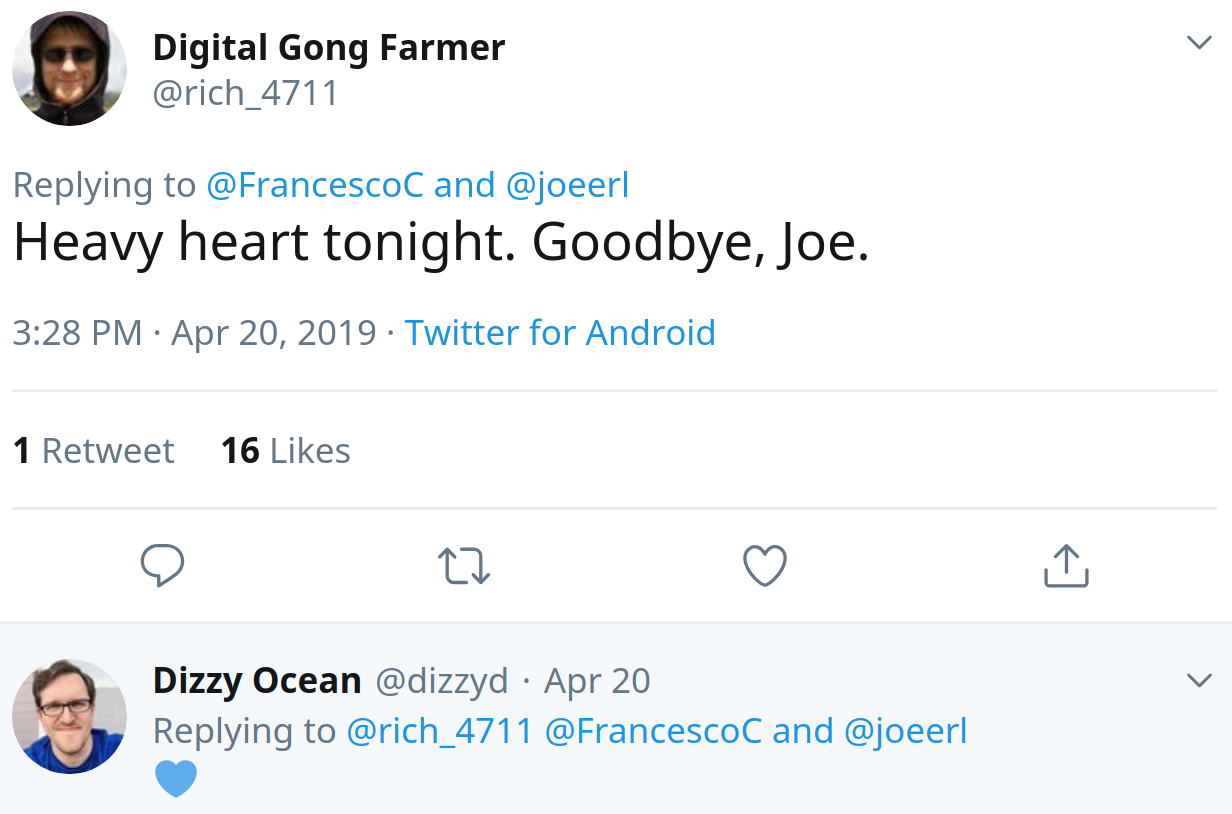 Digital Gong Farmer
@rich_4711
Replying to @FrancescoC and @joeerl
Heavy heart tonight. Goodbye, Joe.
3:28 PM · Apr 20, 2019 · Twitter for Android
1 Retweet 16 Likes
Dizzy Ocean @dizzyd · Apr 20
Replying to @rich_4711 @FrancescoC and @joeerl